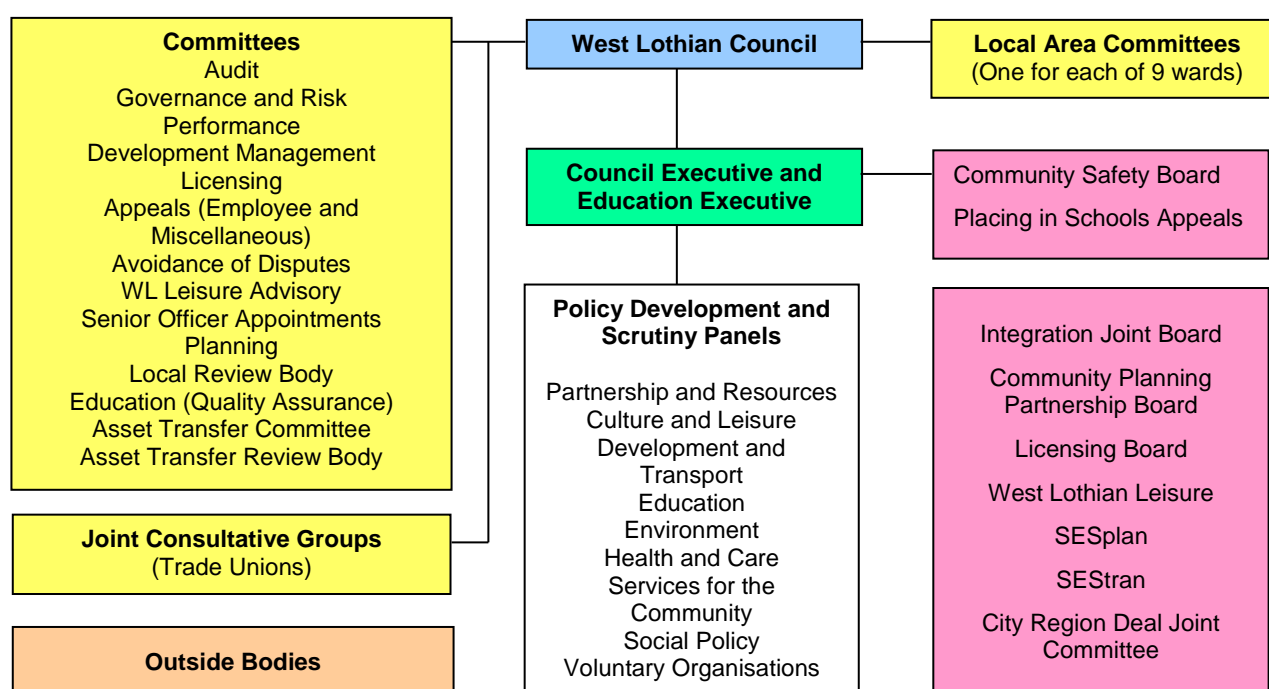 Committees
Audit
Governance and Risk
Performance
Development Management
Licensing
Appeals (Employee and
Miscellaneous)
Avoidance of Disputes
WL Leisure Advisory
Senior Officer Appointments
Planning
Local Review Body
Education (Quality Assurance)
Asset Transfer Committee
Asset Transfer Review Body
Joint Consultative Groups
(Trade Unions)
Outside Bodies
West Lothian Council
Council Executive and
Education Executive
Policy Development and
Scrutiny Panels
Partnership and Resources
Culture and Leisure
Development and
Transport
Education
Environment
Health and Care
Services for the
Community
Social Policy
Voluntary Organisations
Local Area Committees
(One for each of 9 wards)
Community Safety Board
Placing in Schools Appeals
Integration Joint Board
Community Planning
Partnership Board
Licensing Board
West Lothian Leisure
SESplan
SEStran
City Region Deal Joint
Committee